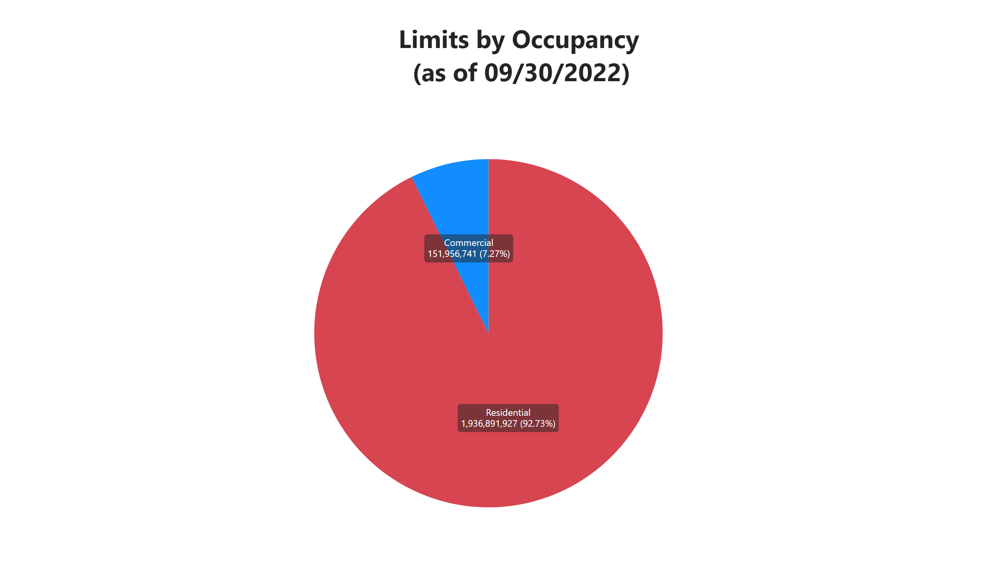 Limits by Occupancy
(as of 09/30/2022)
Commercial
151,956,741 (7.27%)
Residential
1,936,891,927 (92.73%)